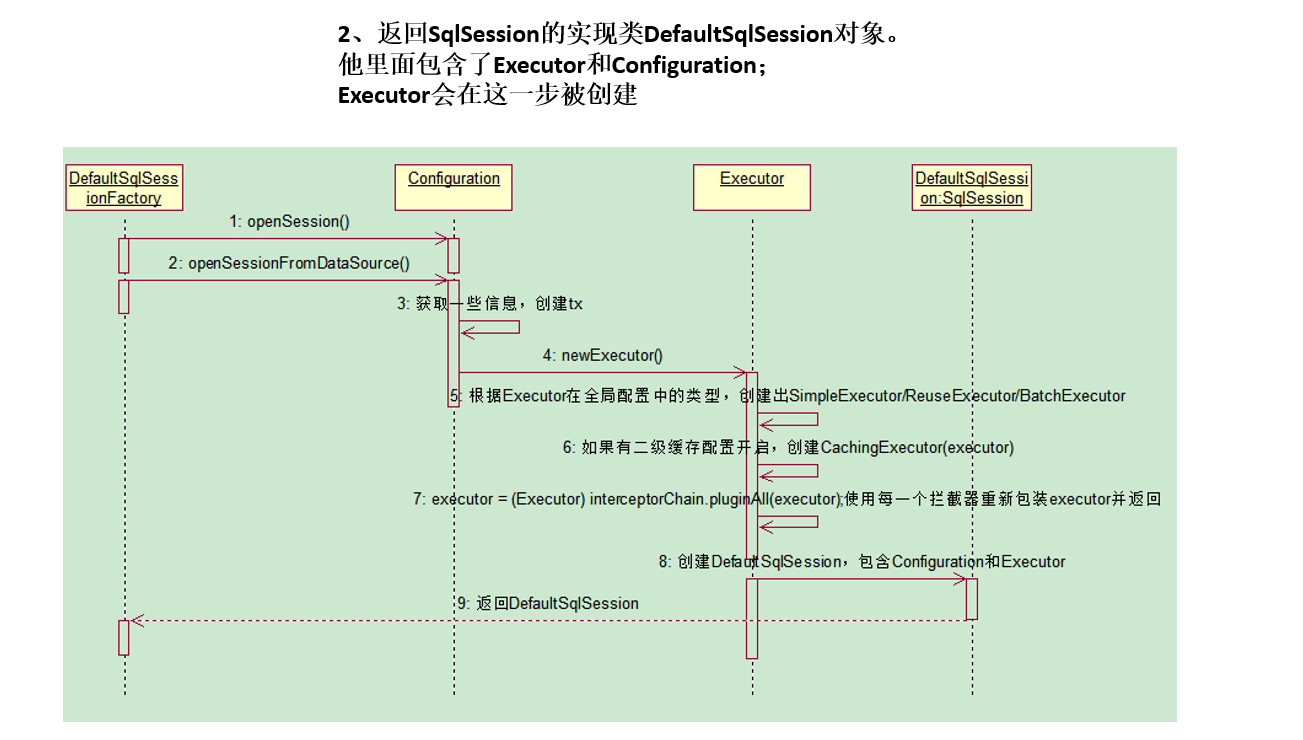 2、返回SqlSession的实现类DefaultSqlSession对象。
他里面包含了Executor和Configuration；
Executor会在这一步被创建
DefaultSqlSess
ionFactory
Configuration
Executor
DefaultSqlSessi
on:SqlSession
1: openSession()
2: openSessionFromDataSource()
3: 获取一些信息，创建tx
4: newExecutor()
5: 根据Executor在全局配置中的类型，创建出SimpleExecutor/ReuseExecutor/BatchExecutor
6: 如果有二级缓存配置开启，创建CachingExecutor(executor)
7: executor = (Executor) interceptorChain.pluginAll(executor);使用每一个拦截器重新包装executor并返回
8: 创建DefaultSqlSession，包含Configuration和Executor
9: 返回DefaultSqlSession